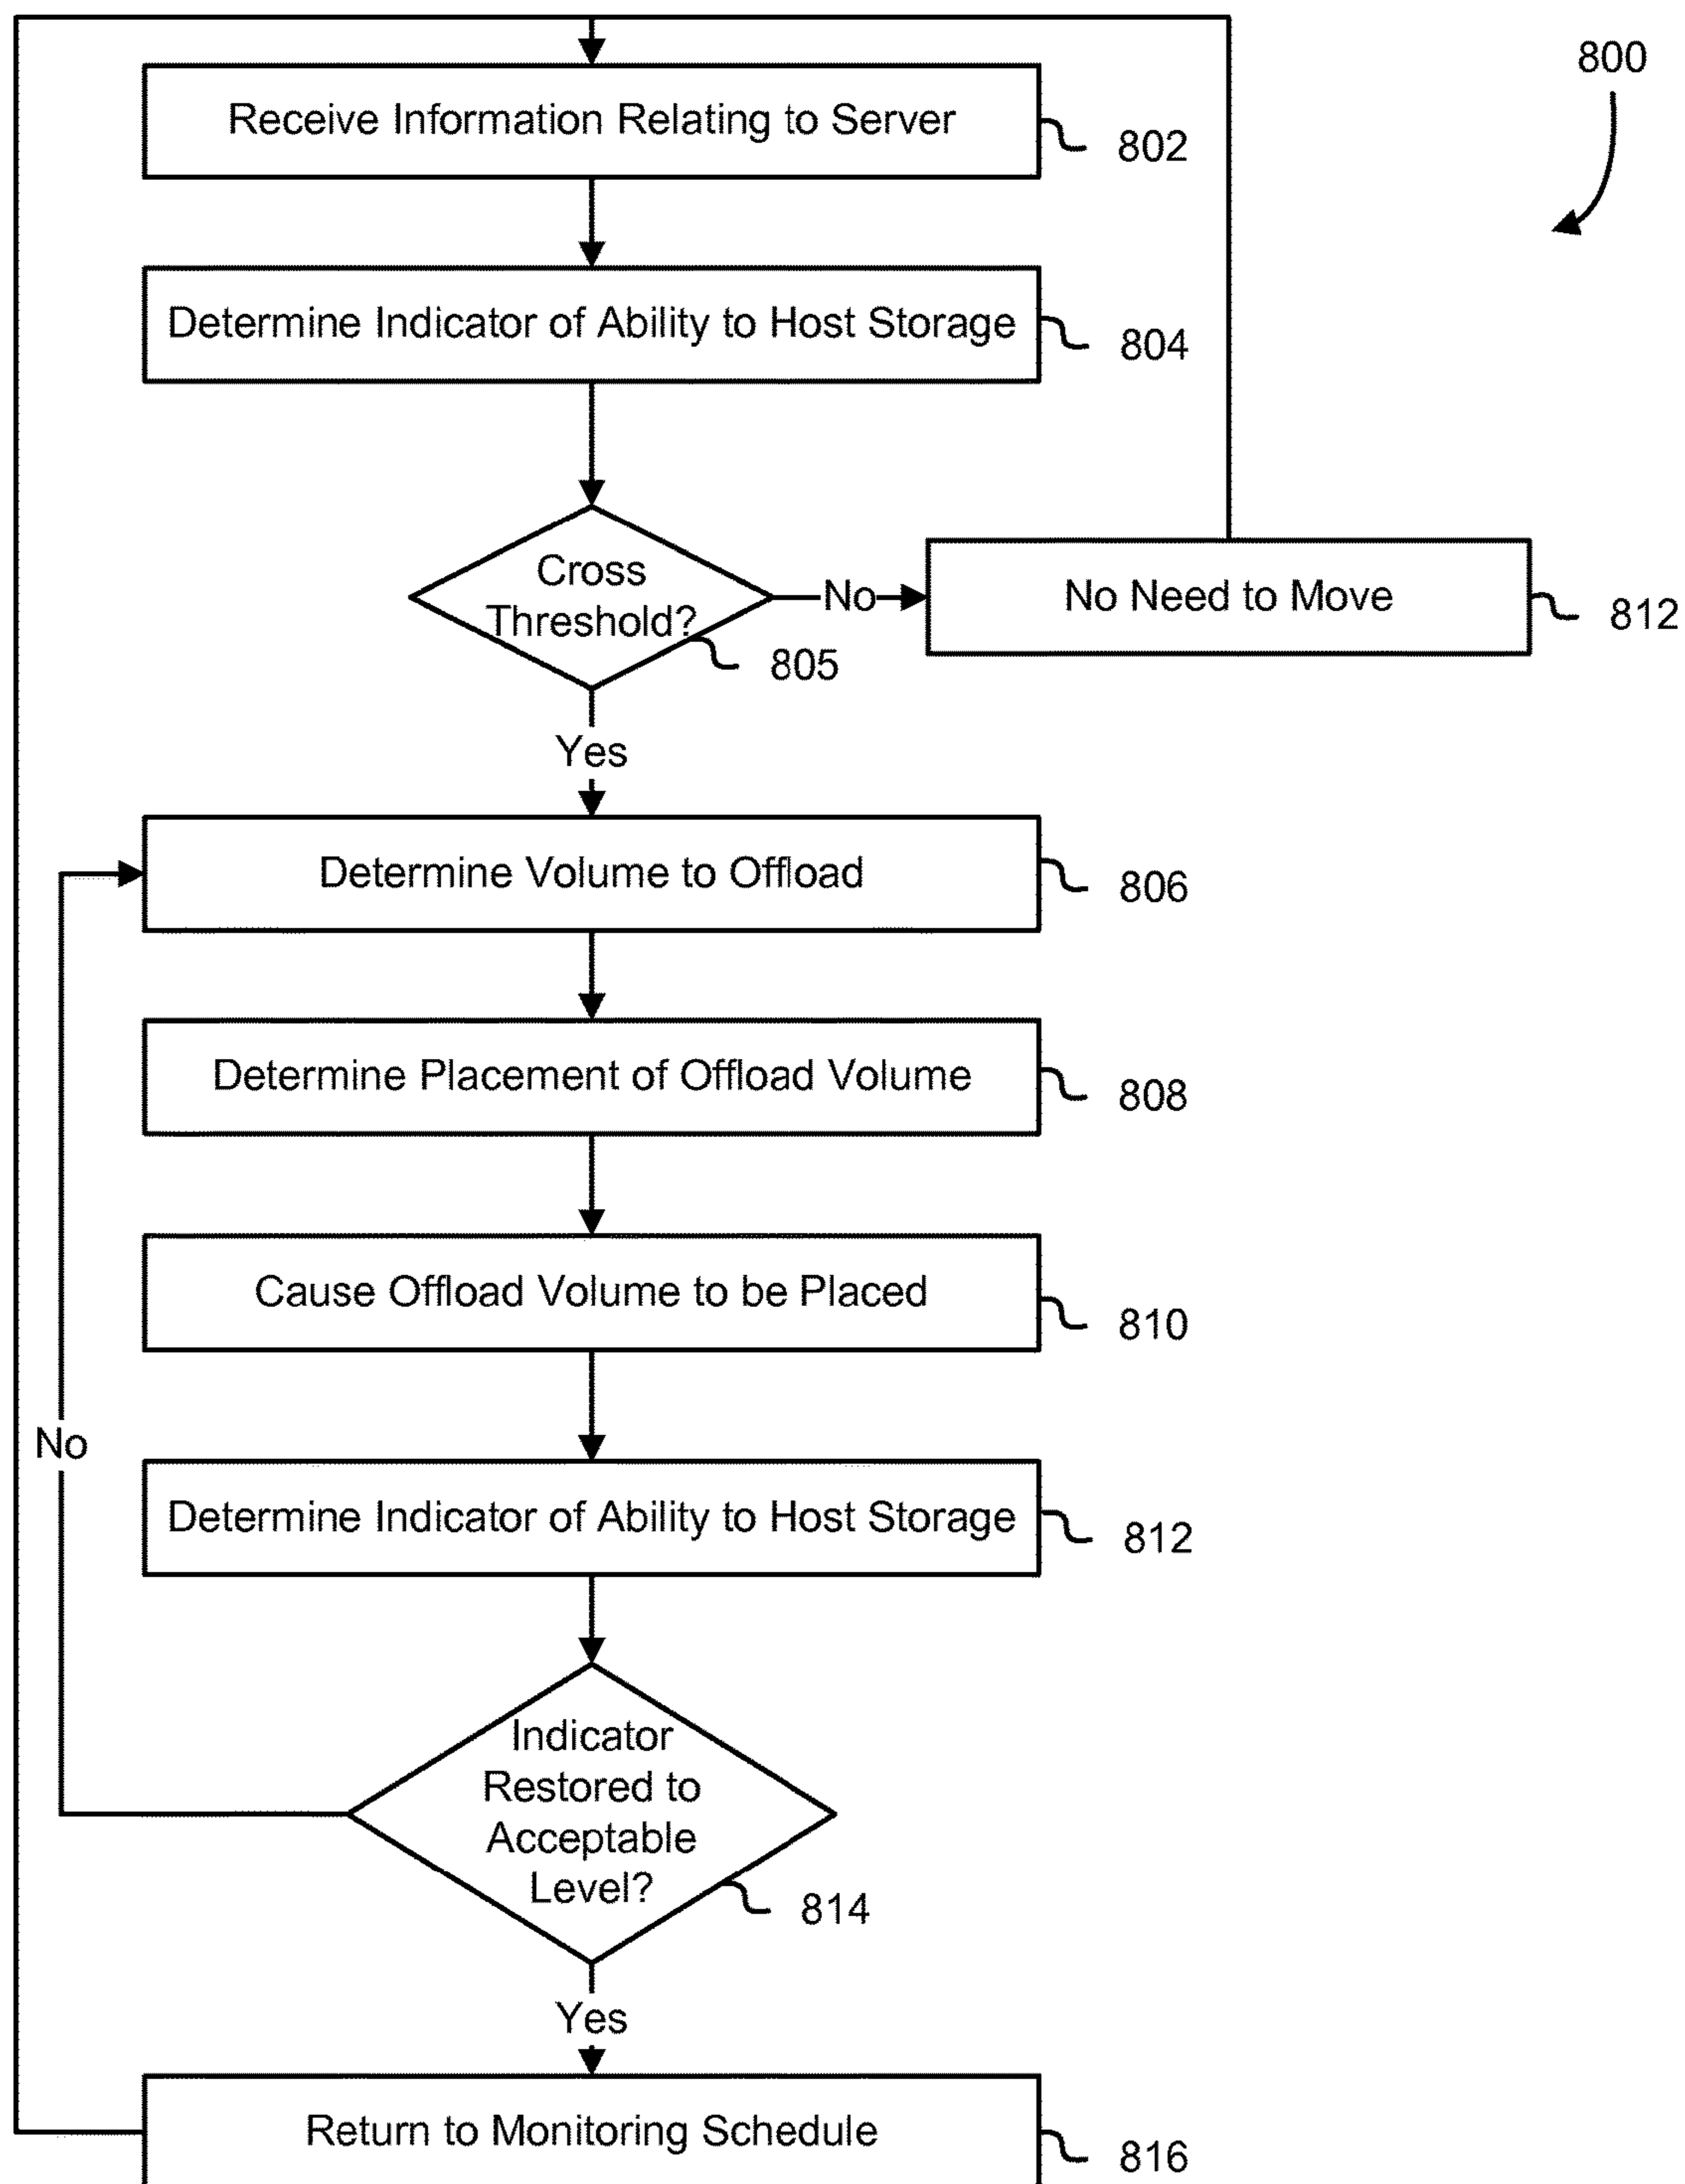 800
Receive Information Relating to Server
802
Determine Indicator of Ability to Host Storage
804
Cross
Threshold?
805
No
No Need to Move
812
Yes
Determine Volume to Offload
806
Determine Placement of Offload Volume
808
Cause Offload Volume to be Placed
810
No
Determine Indicator of Ability to Host Storage
812
Indicator
Restored to
Acceptable
Level?
814
Yes
Return to Monitoring Schedule
816